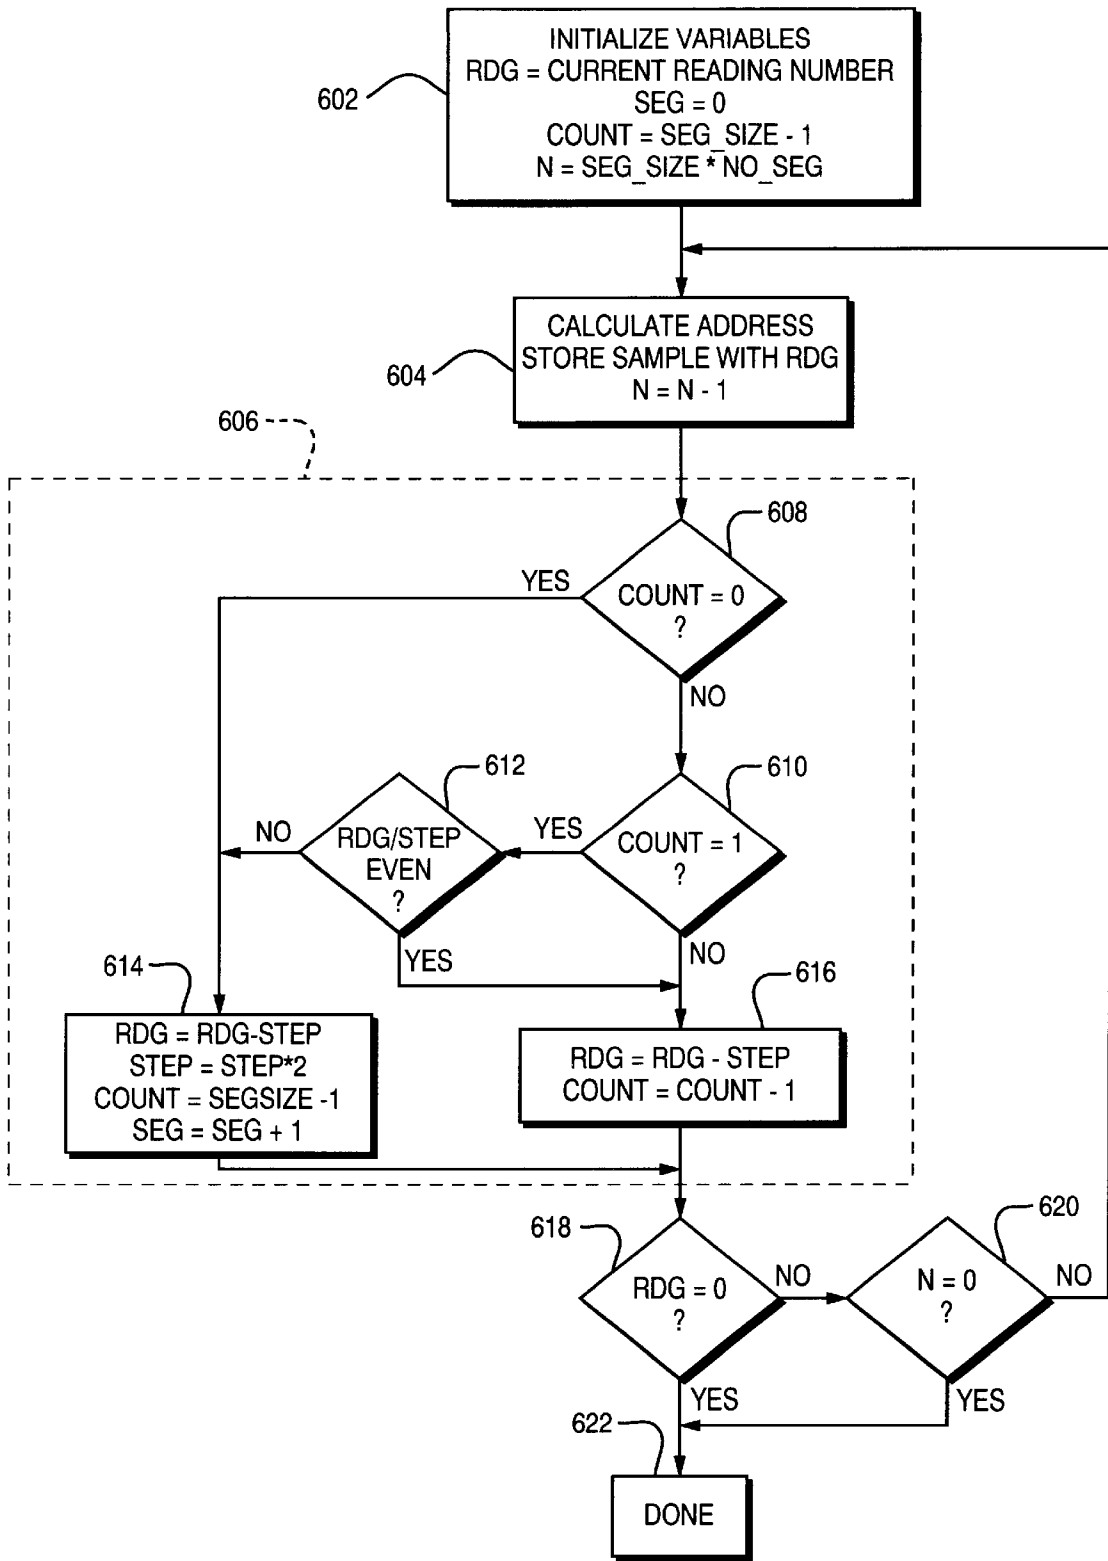 INITIALIZE VARIABLES
RDG = CURRENT READING NUMBER
SEG = 0
COUNT = SEG_SIZE - 1
N = SEG_SIZE * NO_SEG
602
CALCULATE ADDRESS
STORE SAMPLE WITH RDG
N = N - 1
604
606
608
COUNT = 0
?
YES
NO
610
COUNT = 1
?
YES
NO
612
RDG/STEP
EVEN
?
NO
YES
614
RDG = RDG-STEP
STEP = STEP*2
COUNT = SEGSIZE -1
SEG = SEG + 1
616
RDG = RDG - STEP
COUNT = COUNT - 1
618
RDG = 0
?
NO
YES
620
N = 0
?
NO
YES
622
DONE